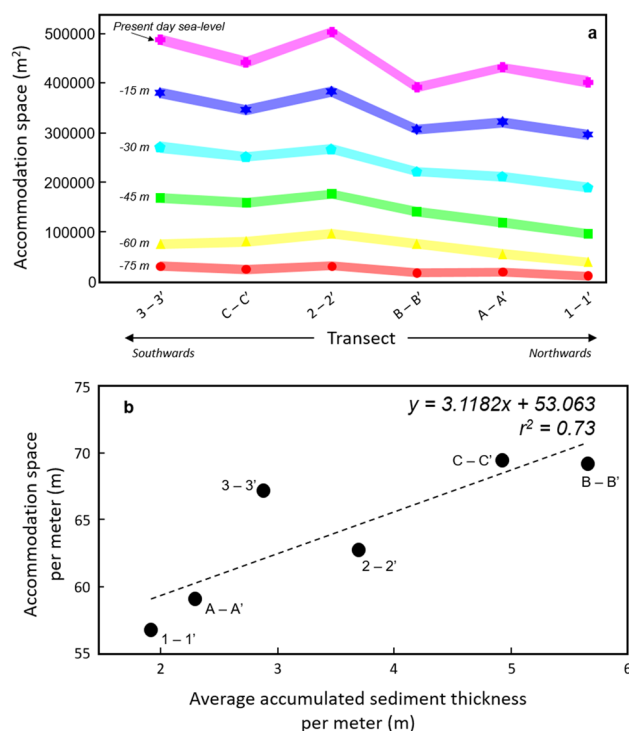 Present day sea-level
a
500000
400000
300000
200000
100000
0
Accommodation space (m²)
-15 m
-30 m
-45 m
-60 m
-75 m
3 – 3’
C – C’
2 – 2’
B – B’
A – A’
1 – 1’
Transect
Southwards
Northwards
b
y = 3.1182x + 53.063
r² = 0.73
75
70
65
60
55
Accommodation space
per meter (m)
C – C’
B – B’
3 – 3’
2 – 2’
A – A’
1 – 1’
2
3
4
5
6
Average accumulated sediment thickness
per meter (m)